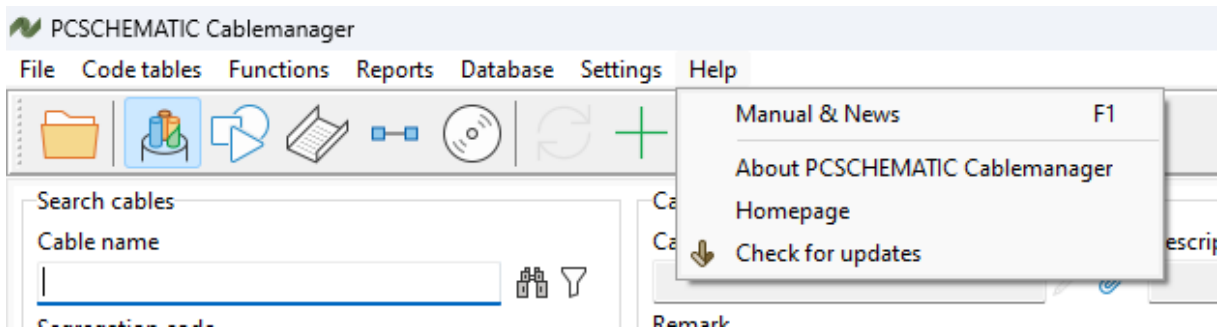 PCSCHEMATIC Cablemanager
File Code tables Functions Reports Database Settings Help
Manual & News F1
About PCSCHEMATIC Cablemanager
Homepage
Check for updates
Search cables
Cable name